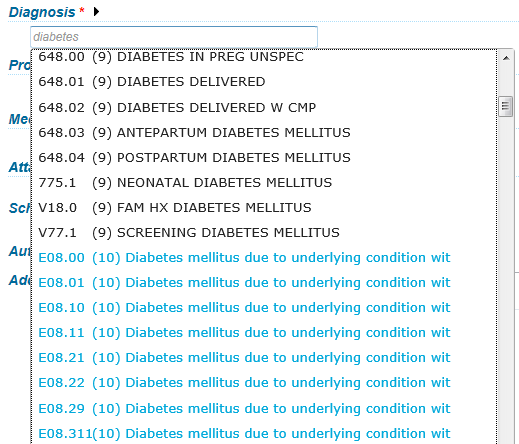 Diagnosis *
diabetes
648.00 (9) DIABETES IN PREG UNSPEC
Pro
648.01 (9) DIABETES DELIVERED
648.02 (9) DIABETES DELIVERED W CMP
Me
648.03 (9) ANTEPARTUM DIABETES MELLITUS
648.04 (9) POSTPARTUM DIABETES MELLITUS
Atta
775.1 (9) NEONATAL DIABETES MELLITUS
V18.0 (9) FAM HX DIABETES MELLITUS
Sch
V77.1 (9) SCREENING DIABETES MELLITUS
Au
E08.00 (10) Diabetes mellitus due to underlying condition wit
E08.01 (10) Diabetes mellitus due to underlying condition wit
Ade
E08.10 (10) Diabetes mellitus due to underlying condition wit
E08.11 (10) Diabetes mellitus due to underlying condition wit
E08.21 (10) Diabetes mellitus due to underlying condition wit
E08.22 (10) Diabetes mellitus due to underlying condition wit
E08.29 (10) Diabetes mellitus due to underlying condition wit
E08.311(10) Diabetes mellitus due to underlying condition wit